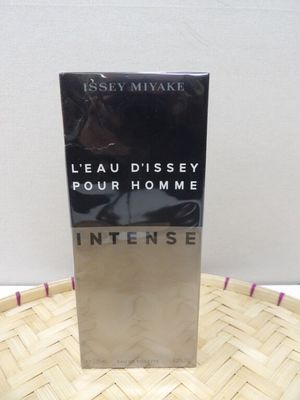 ISSEY MIYAKE
L'EAU D'ISSEY
POUR HOMME
INTENSE
EAU DE TOILETTE